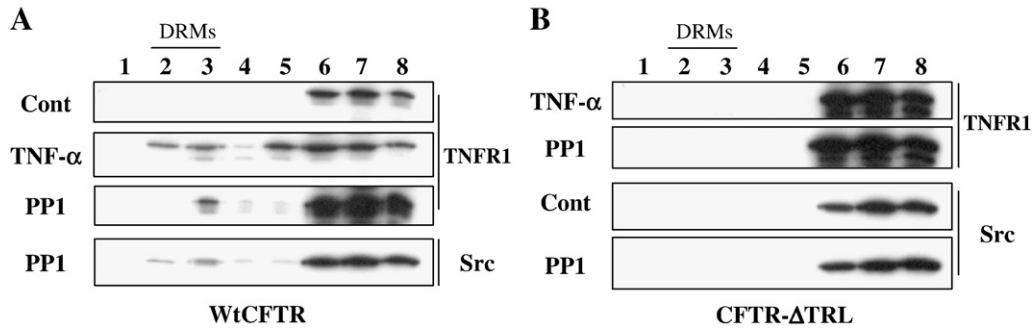 A
DRMs
1 2 3 4 5 6 7 8
Cont
TNF-α
TNFR1
PP1
PP1
Src
WtCFTR
B
DRMs
1 2 3 4 5 6 7 8
TNF-α
TNFR1
PP1
Cont
Src
PP1
CFTR-ΔTRL